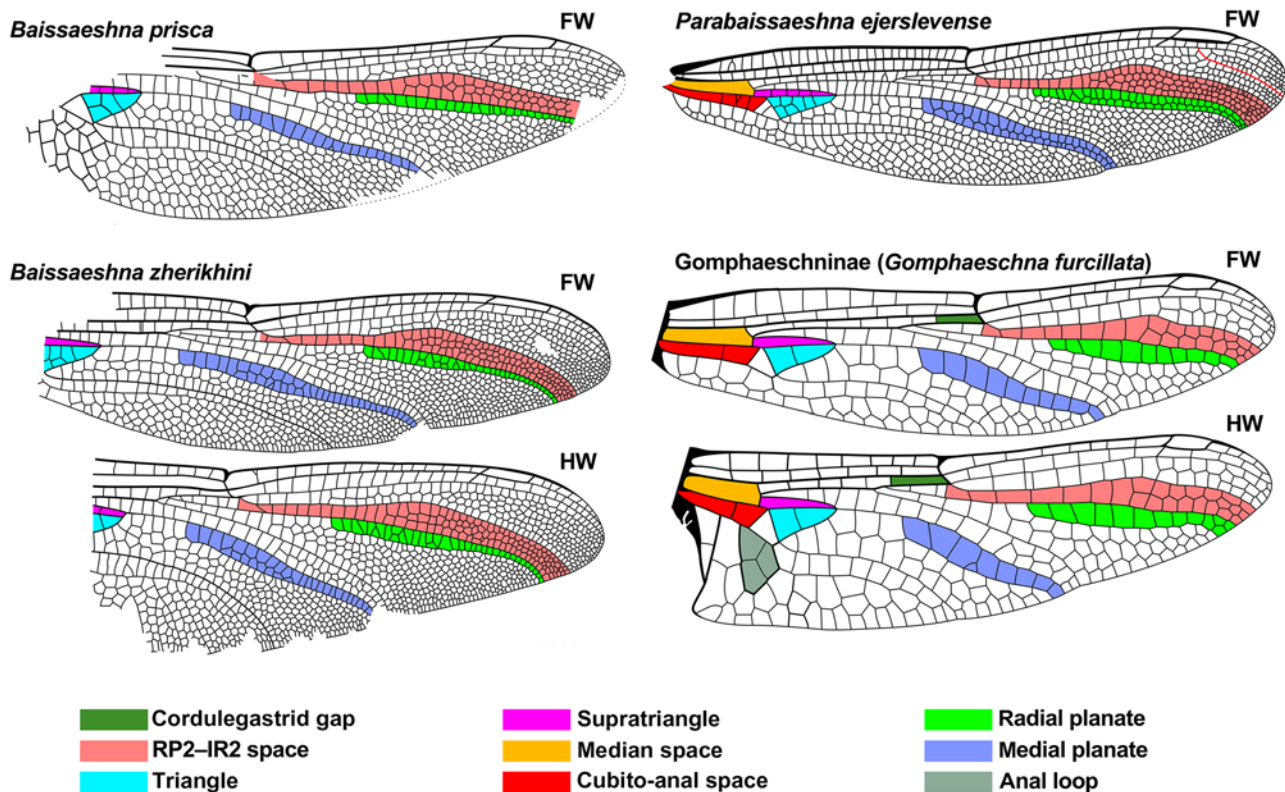 Baissaeshna prisca
FW
Parabaissaeshna ejerslevense
FW
Baissaeshna zherikhini
FW
HW
Gomphaeschninae (Gomphaeschna furcillata)
FW
HW
Cordulegastrid gap
RP2–IR2 space
Triangle
Supratriangle
Median space
Cubito-anal space
Radial planate
Medial planate
Anal loop